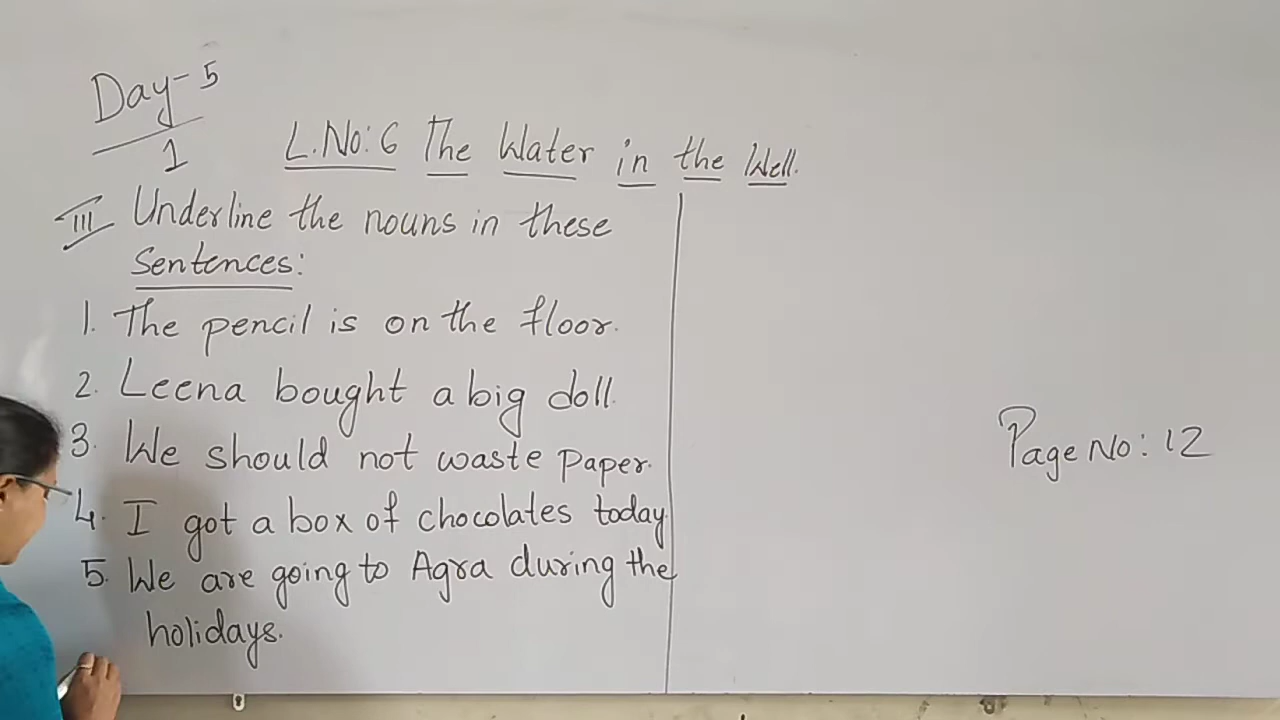 Day-5
1
L.No:6 The Water in the Well.
III Underline the nouns in these
Sentences:
1. The pencil is on the floor.
2. Leena bought a big doll.
3. We should not waste paper.
4. I got a box of chocolates today.
5. We are going to Agra during the
holidays.
Page No: 12